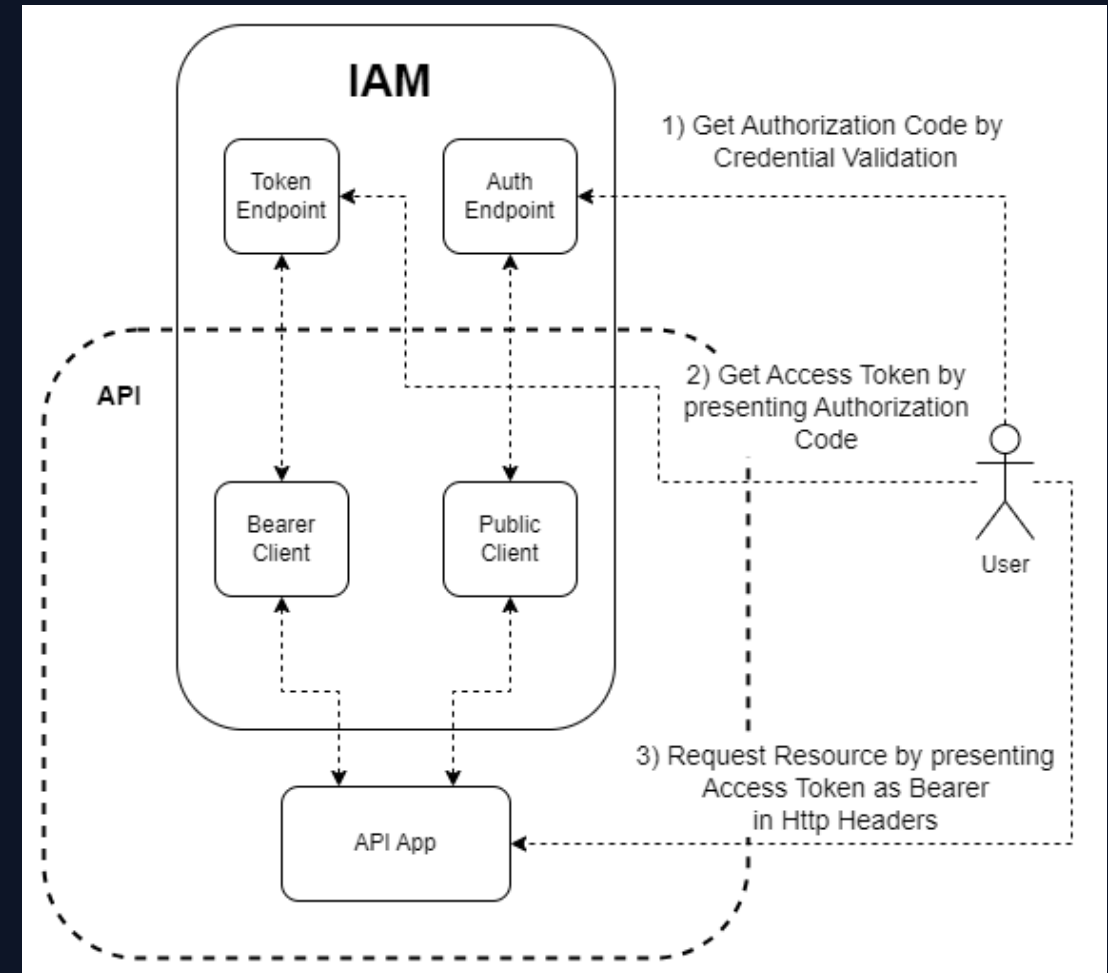 IAM
1) Get Authorization Code by
Credential Validation
Token
Endpoint
Auth
Endpoint
API
2) Get Access Token by
presenting Authorization
Code
Bearer
Client
Public
Client
User
3) Request Resource by presenting
Access Token as Bearer
in Http Headers
API App